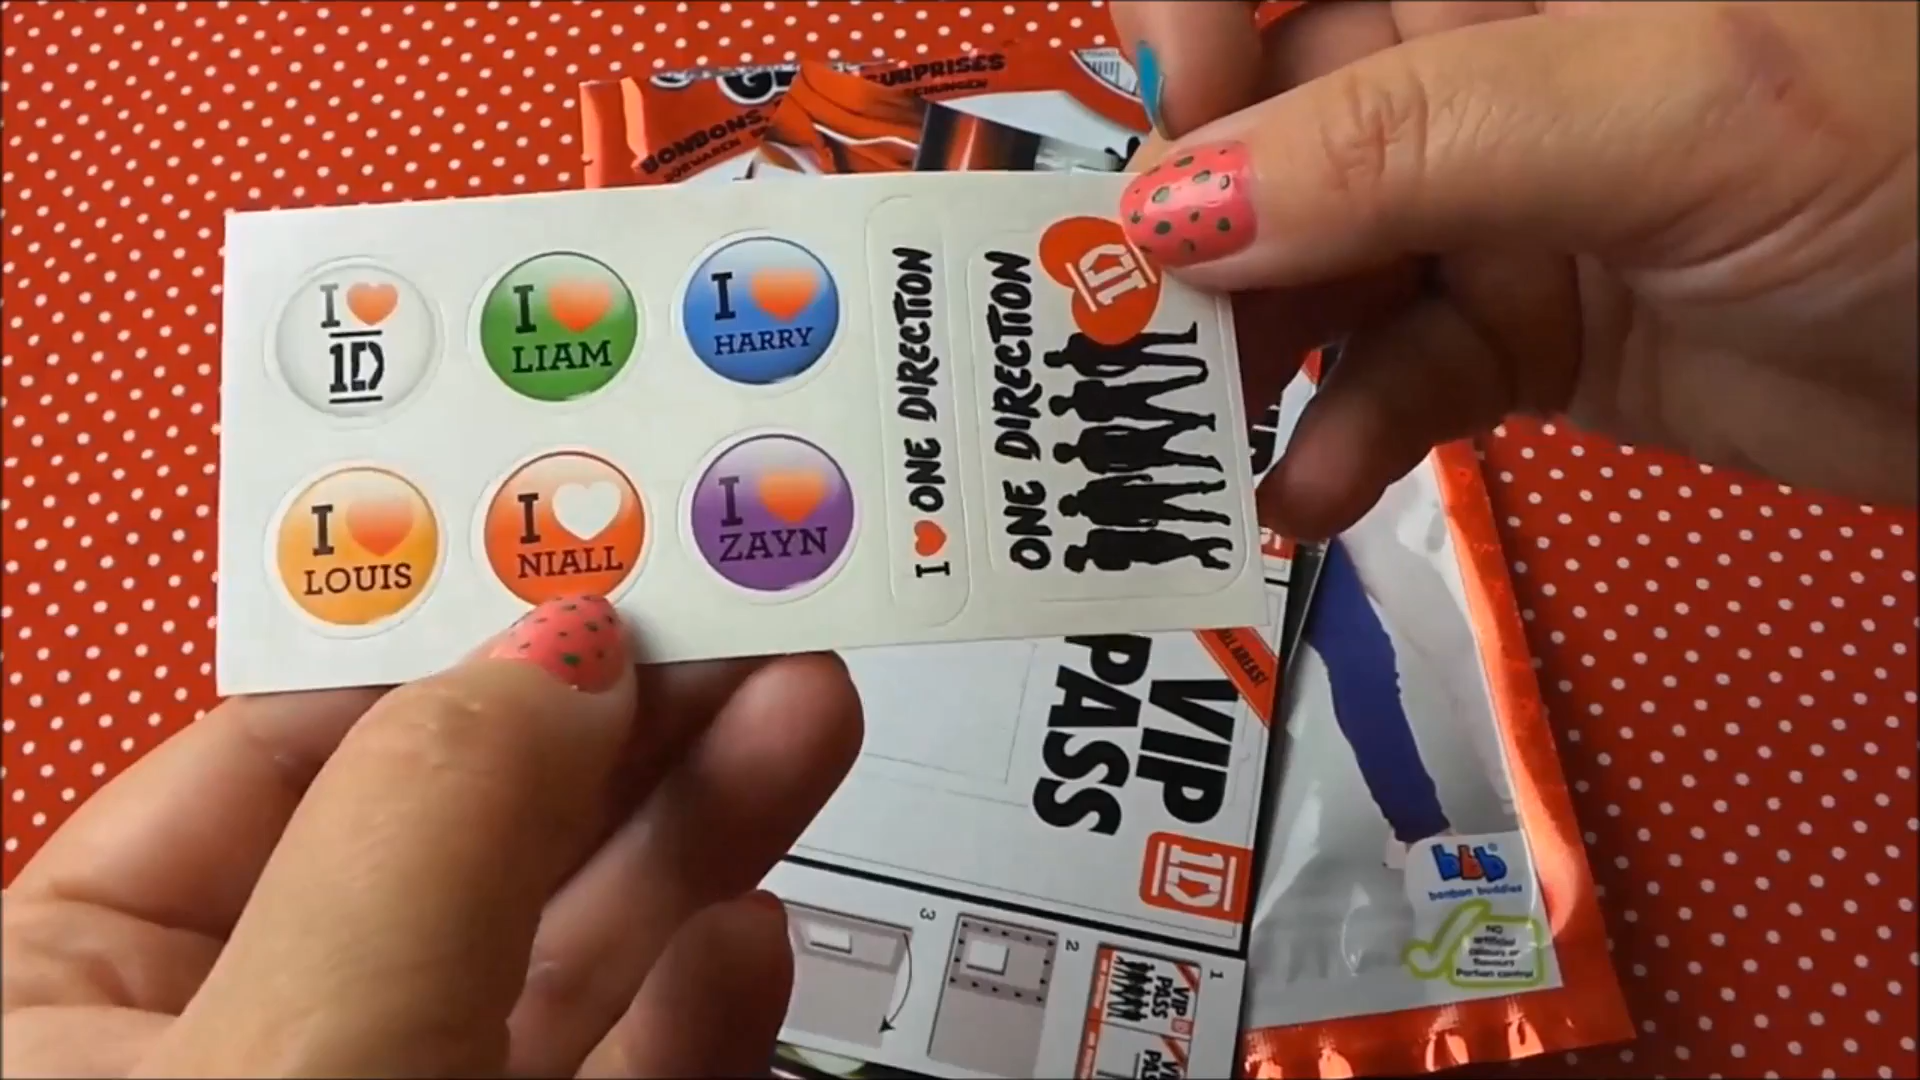 SURPRISES
BONBONS,
I
1D
I
LIAM
I
HARRY
I
LOUIS
I
NIALL
I
ZAYN
I ONE DIRECTION
ONE DIRECTION
1D
VIP
PASS
1D
3
2
1
VIP
PASS
bbb
bonbon buddies
NO
artificial
colours or
flavours
Portion control